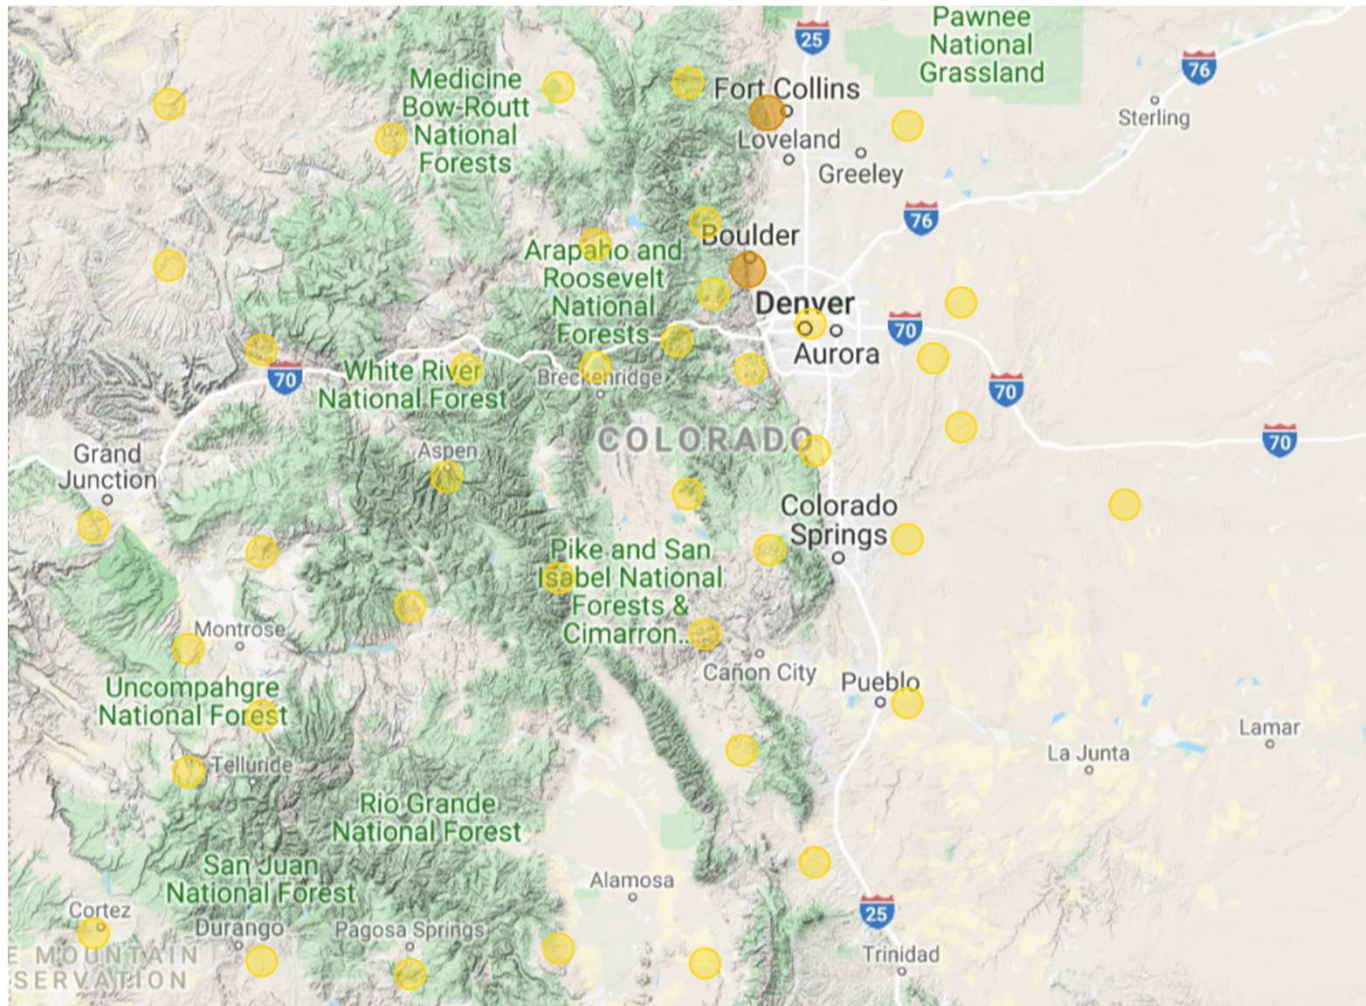 Pawnee
National
Grassland
25
76
Medicine
Bow-Routt
National
Forests
Fort Collins
Sterling
Loveland
Greeley
76
Boulder
Arapaho and
Roosevelt
National
Forests
Denver
70
Aurora
70
White River
National Forest
Breckenridge
70
COLORADO
70
Grand
Junction
Aspen
Colorado
Springs
Pike and San
Isabel National
Forests &
Cimarron...
Montrose
Cañon City
Pueblo
Uncompahgre
National Forest
Lamar
La Junta
Telluride
Rio Grande
National Forest
San Juan
National Forest
Alamosa
Cortez
25
Durango
Pagosa Springs
E MOUNTAIN
SERVATION
Trinidad